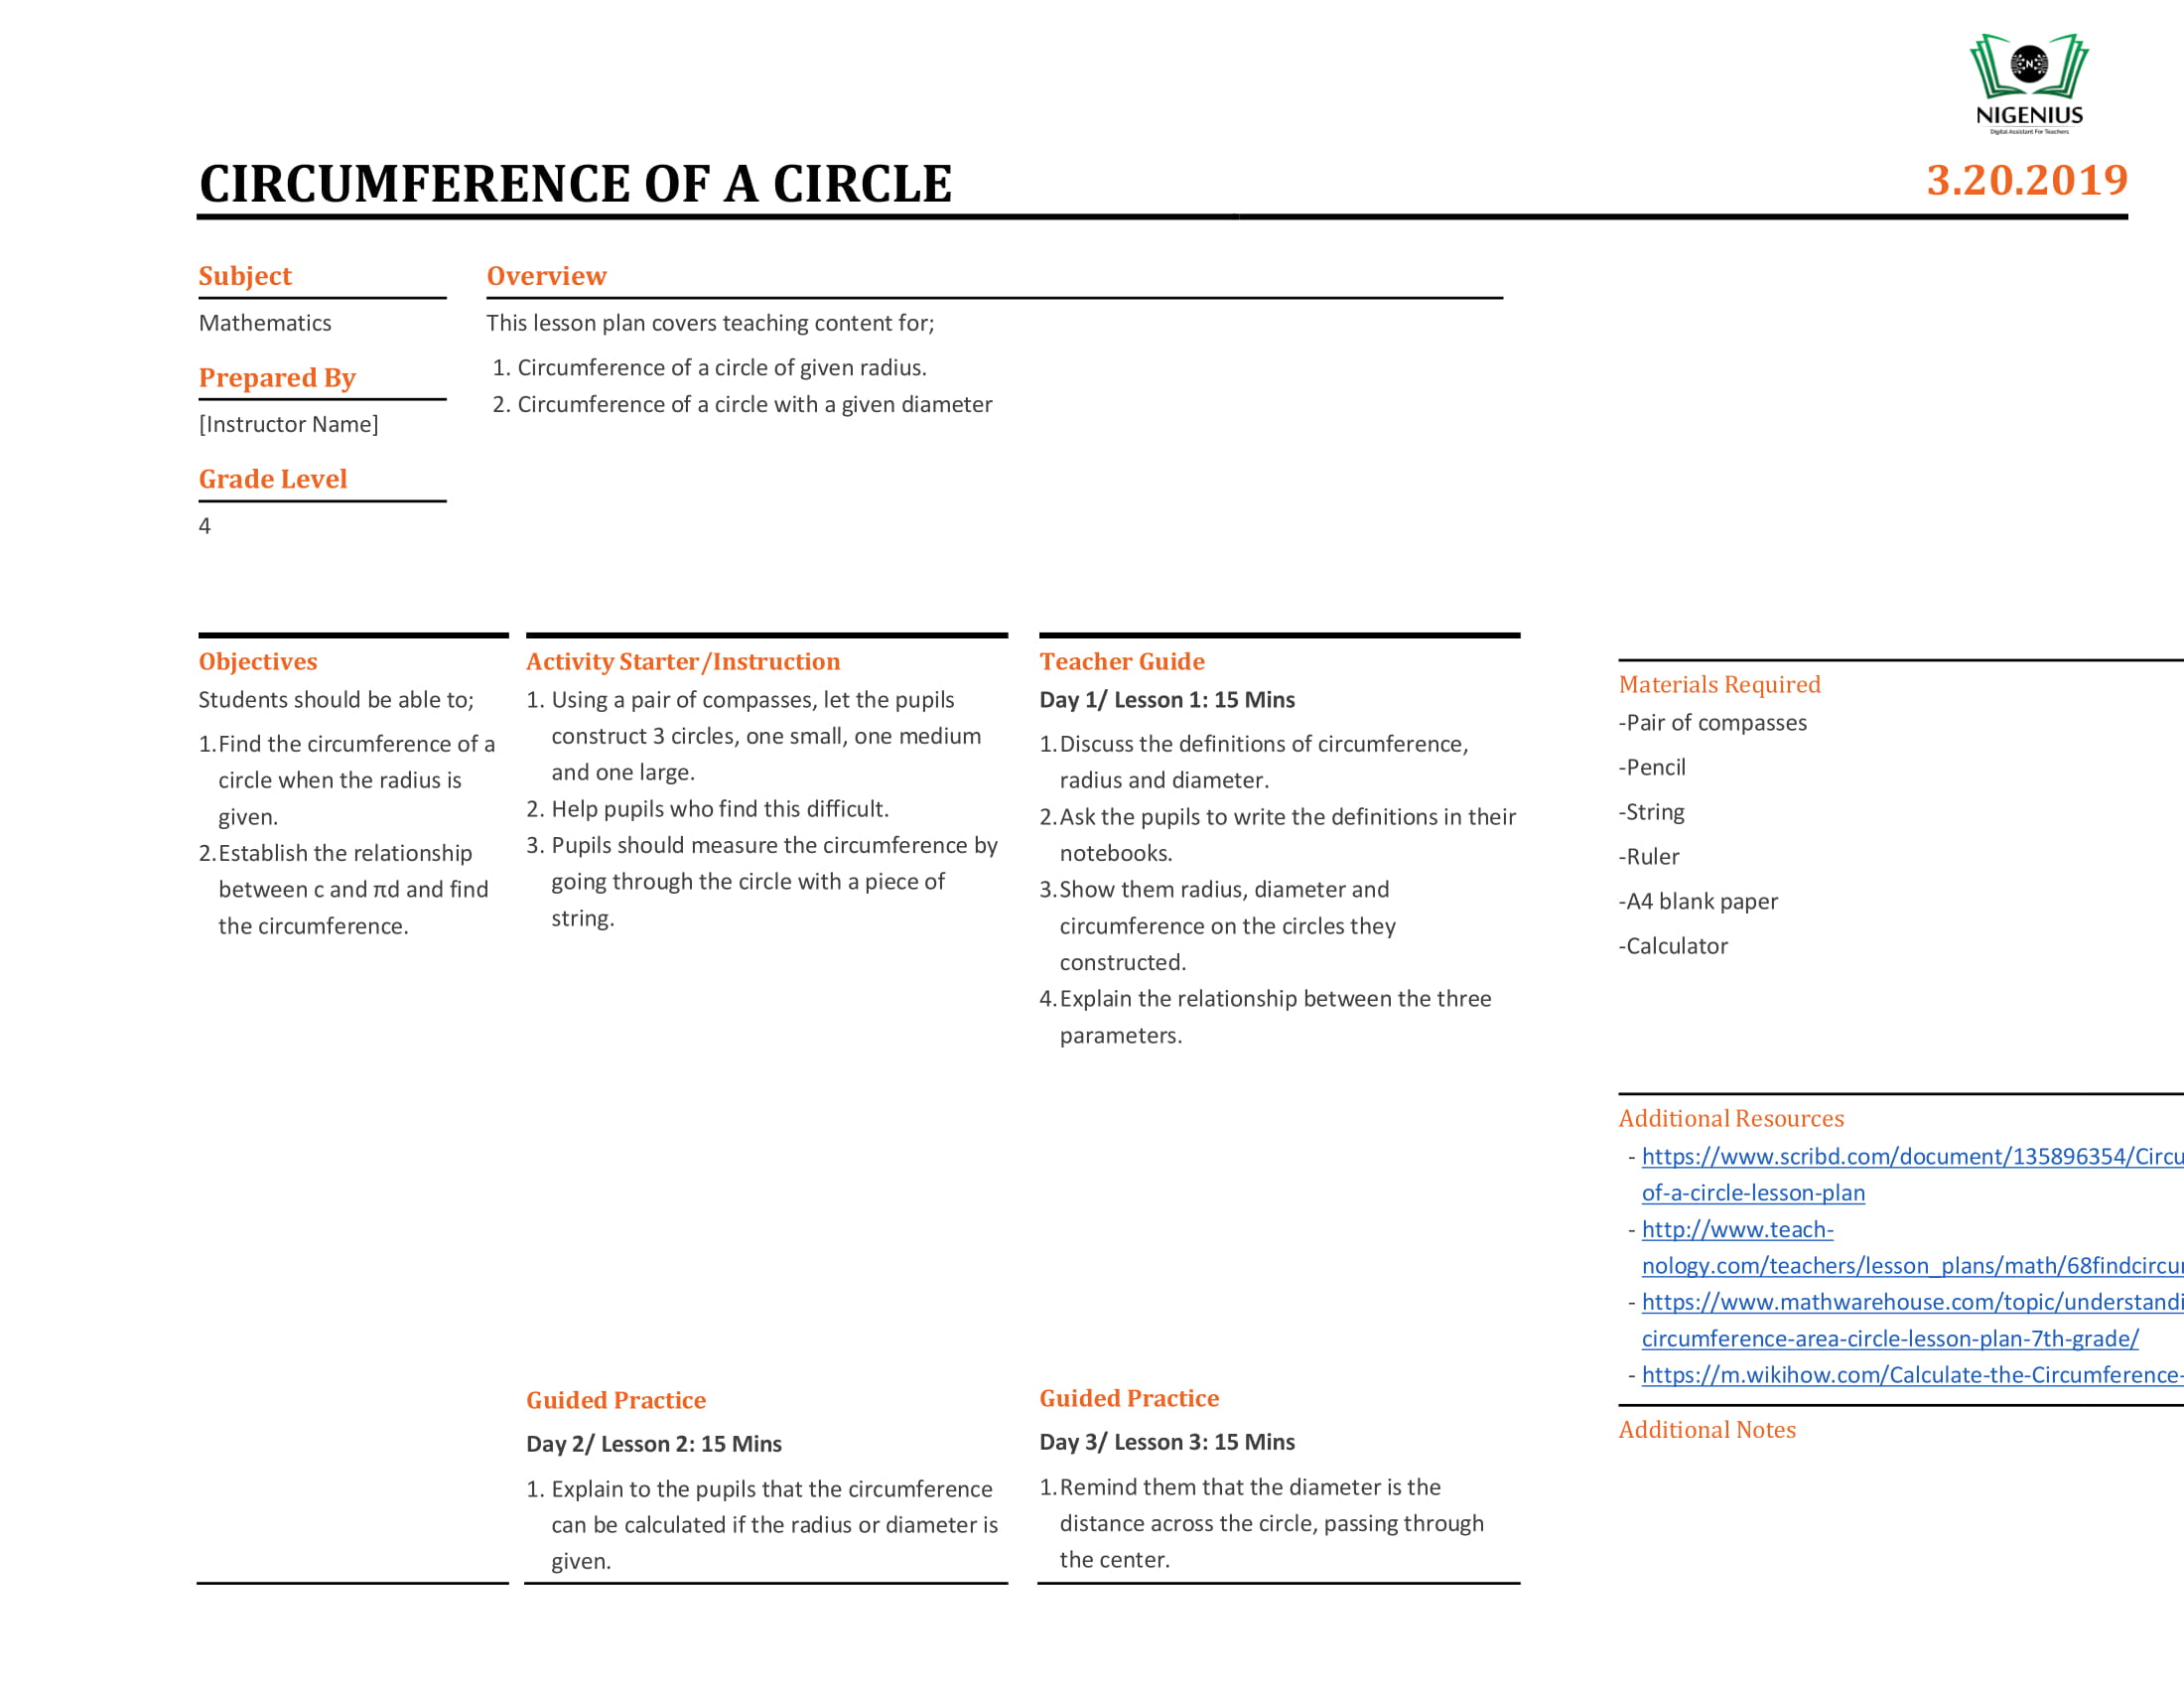 NIGENIUS
Digital Assistant For Teachers
CIRCUMFERENCE OF A CIRCLE
3.20.2019
Subject
Mathematics
Prepared By
[Instructor Name]
Grade Level
4
Overview
This lesson plan covers teaching content for;
1. Circumference of a circle of given radius.
2. Circumference of a circle with a given diameter
Objectives
Students should be able to;
1. Find the circumference of a
circle when the radius is
given.
2. Establish the relationship
between c and πd and find
the circumference.
Activity Starter/Instruction
1. Using a pair of compasses, let the pupils
construct 3 circles, one small, one medium
and one large.
2. Help pupils who find this difficult.
3. Pupils should measure the circumference by
going through the circle with a piece of
string.
Guided Practice
Day 2/ Lesson 2: 15 Mins
1. Explain to the pupils that the circumference
can be calculated if the radius or diameter is
given.
Teacher Guide
Day 1/ Lesson 1: 15 Mins
1. Discuss the definitions of circumference,
radius and diameter.
2. Ask the pupils to write the definitions in their
notebooks.
3. Show them radius, diameter and
circumference on the circles they
constructed.
4. Explain the relationship between the three
parameters.
Guided Practice
Day 3/ Lesson 3: 15 Mins
1. Remind them that the diameter is the
distance across the circle, passing through
the center.
Materials Required
-Pair of compasses
-Pencil
-String
-Ruler
-A4 blank paper
-Calculator
Additional Resources
- https://www.scribd.com/document/135896354/Circu
of-a-circle-lesson-plan
- http://www.teach-
nology.com/teachers/lesson_plans/math/68findcircu
- https://www.mathwarehouse.com/topic/understandi
circumference-area-circle-lesson-plan-7th-grade/
- https://m.wikihow.com/Calculate-the-Circumference-
Additional Notes